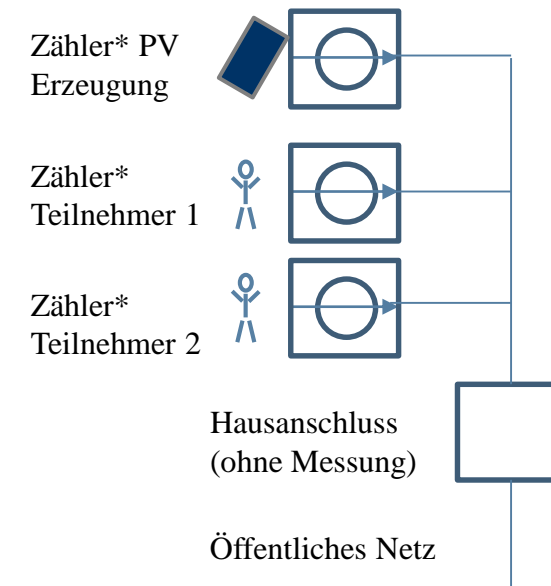 Zähler* PV
Erzeugung
Zähler*
Teilnehmer 1
Zähler*
Teilnehmer 2
Hausanschluss
(ohne Messung)
Öffentliches Netz